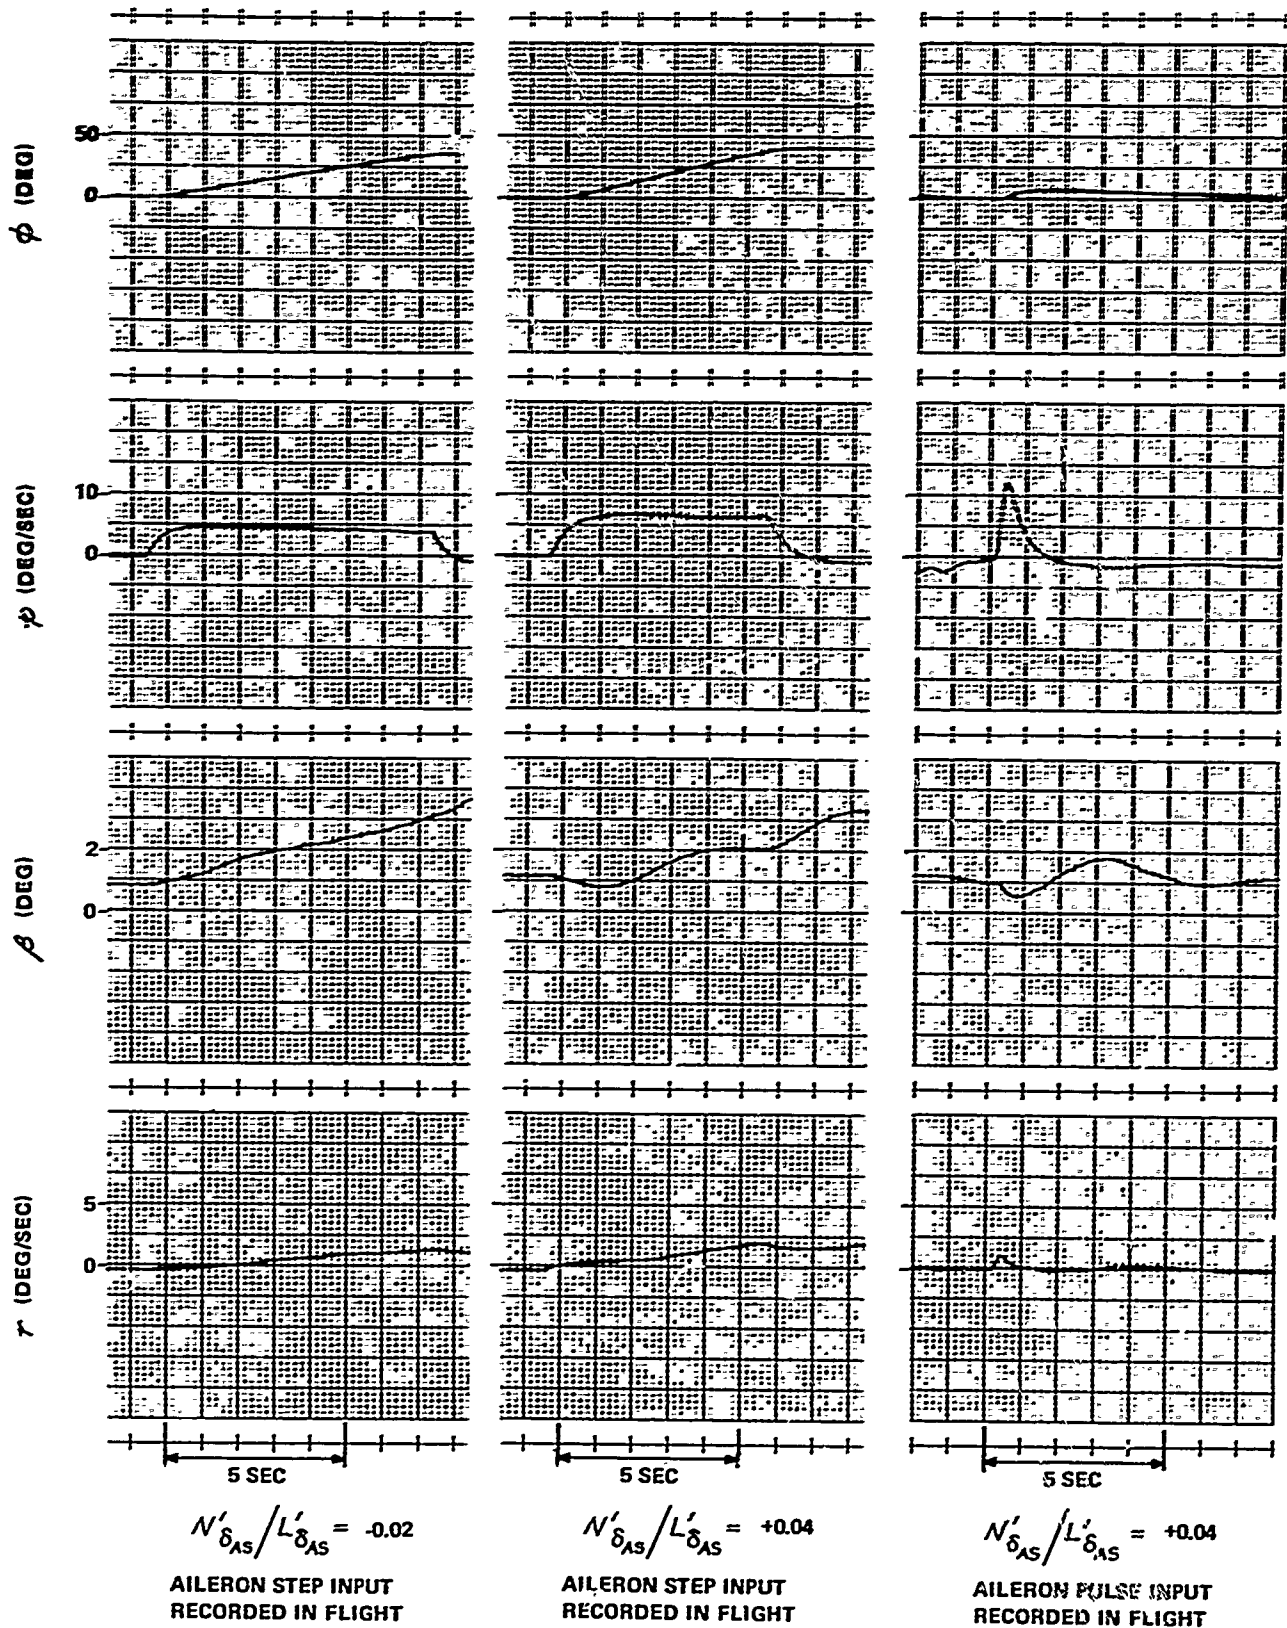 50
0
ϕ (DEG)
10
0
p (DEG/SEC)
2
0
β (DEG)
5
0
r (DEG/SEC)
5 SEC
5 SEC
5 SEC
N′δAS/L′δAS = -0.02
N′δAS/L′δAS = +0.04
N′δAS/L′δAS = +0.04
AILERON STEP INPUT
RECORDED IN FLIGHT
AILERON STEP INPUT
RECORDED IN FLIGHT
AILERON PULSE INPUT
RECORDED IN FLIGHT